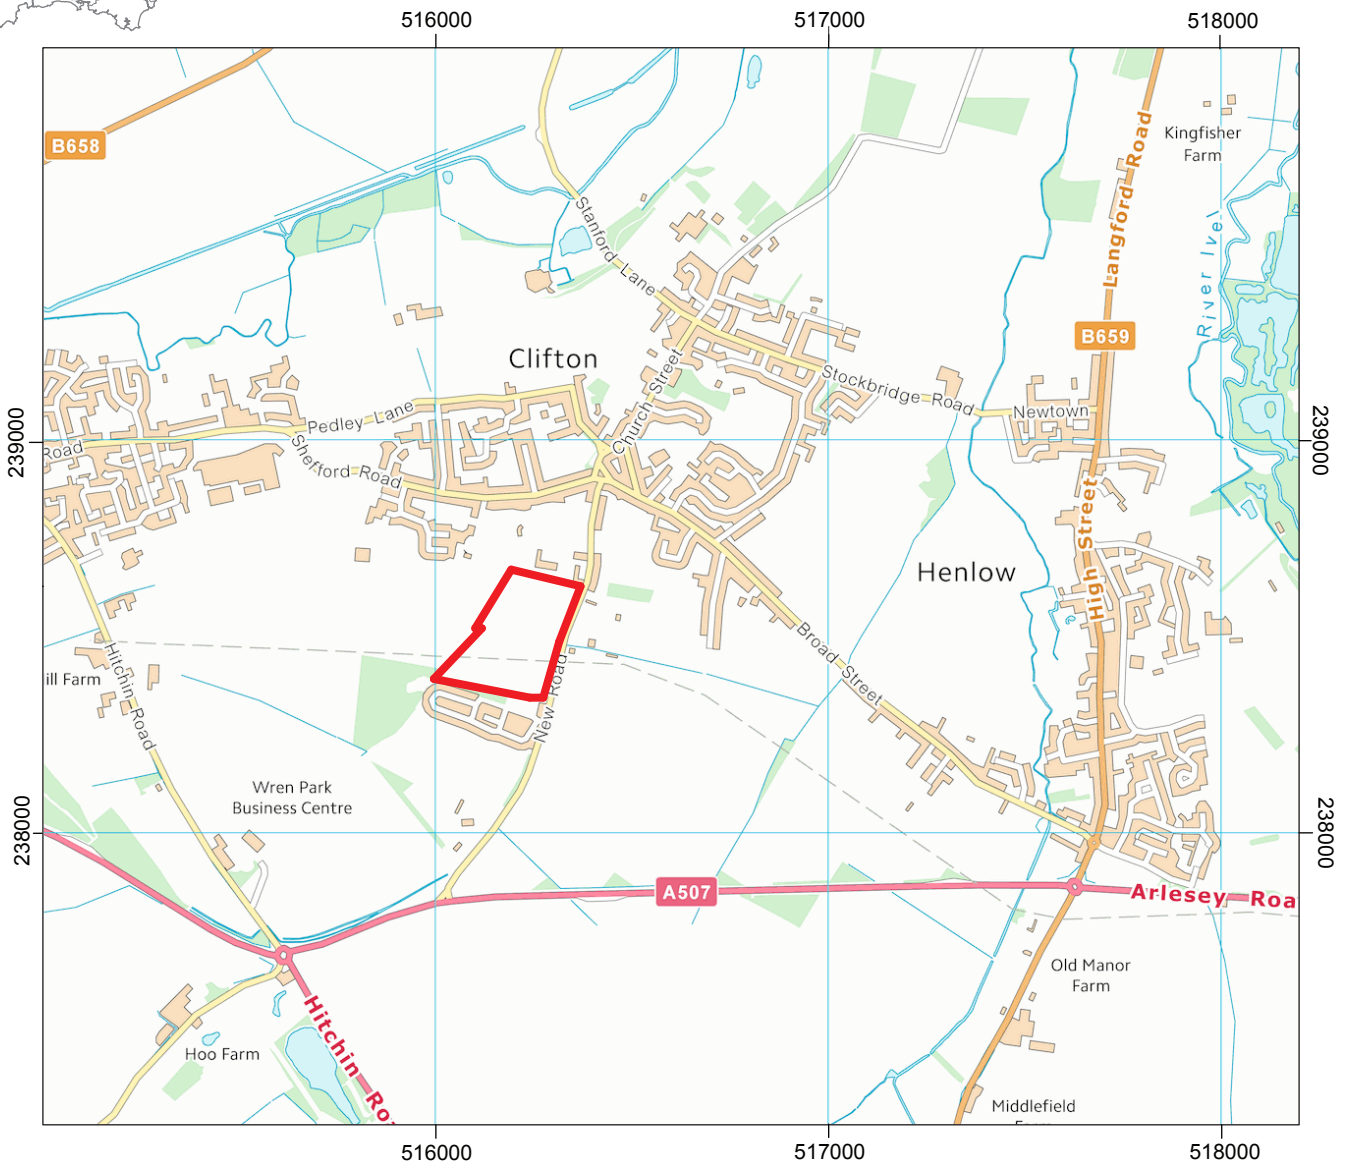 516000
517000
518000
B658
Kingfisher
Farm
Langford Road
River Ivel
Stanford Lane
B659
Clifton
Church Street
Stockbridge Road
Newtown
Pedley Lane
239000
239000
Road
Shefford Road
High Street
Henlow
Broad Street
Hitchin Road
ill Farm
New Road
Wren Park
Business Centre
238000
238000
A507
Arlesey Roa
Old Manor
Farm
Hitchin Ro
Hoo Farm
Middlefield
516000
517000
518000